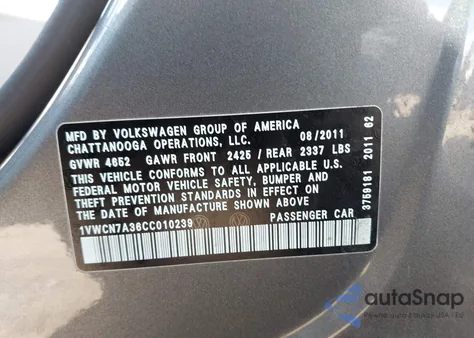 MFD BY VOLKSWAGEN GROUP OF AMERICA
CHATTANOOGA OPERATIONS, LLC. 08/2011
GVWR 4652 GAWR FRONT 2425 / REAR 2337 LBS
THIS VEHICLE CONFORMS TO ALL APPLICABLE U.S.
FEDERAL MOTOR VEHICLE SAFETY, BUMPER AND
THEFT PREVENTION STANDARDS IN EFFECT ON
THE DATE OF MANUFACTURE SHOWN ABOVE
1VWCN7A36CC010239 PASSENGER CAR
3759161 2011 62
autoSnap